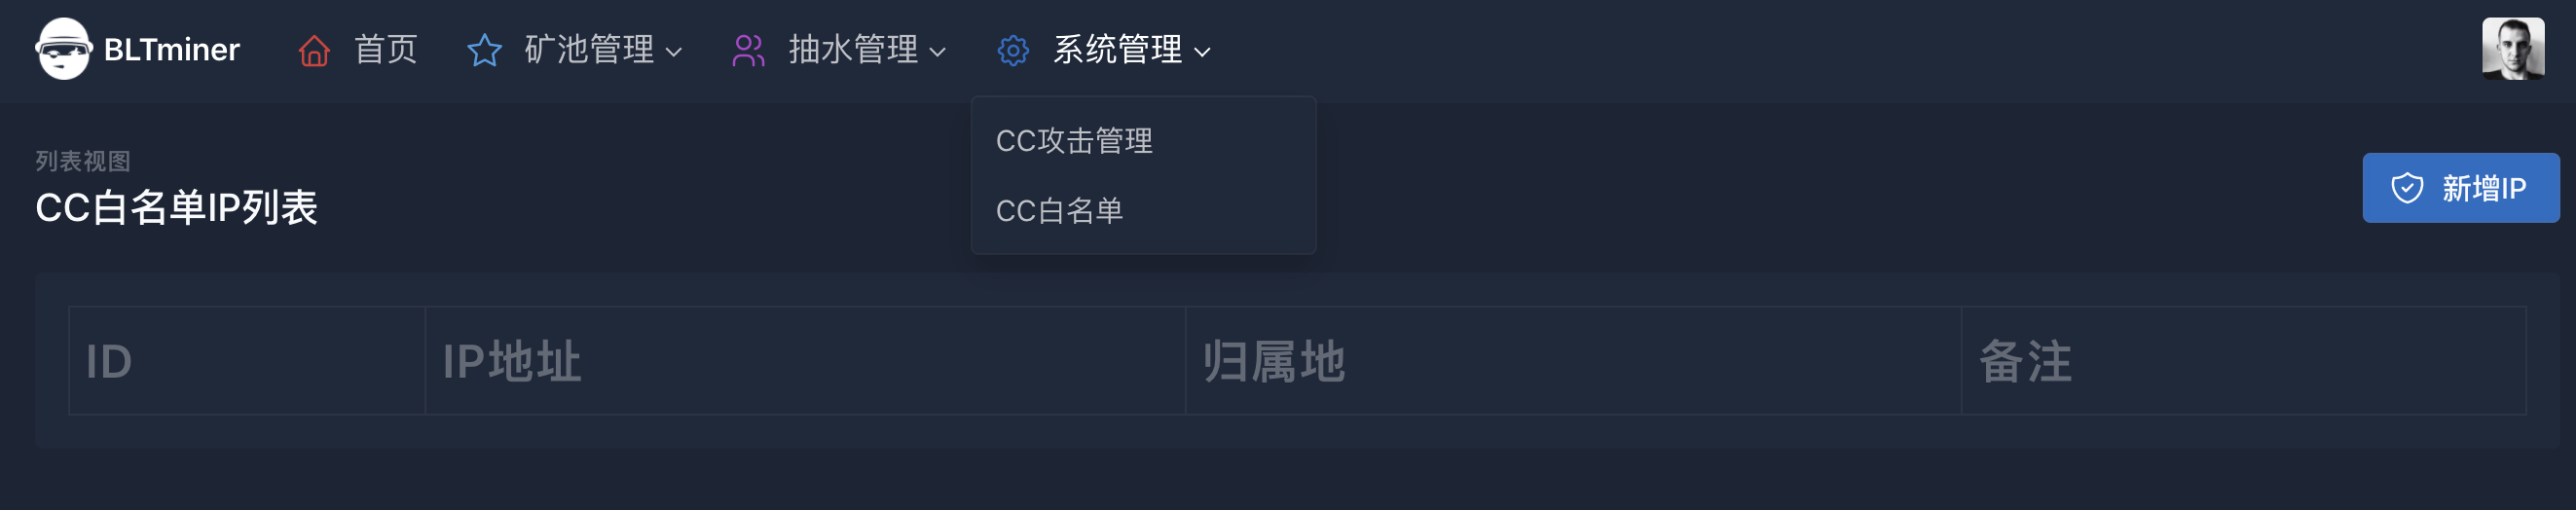 BLTminer 首页 矿池管理 抽水管理 系统管理
CC攻击管理
CC白名单
列表视图
CC白名单IP列表
新增IP
ID IP地址 归属地 备注